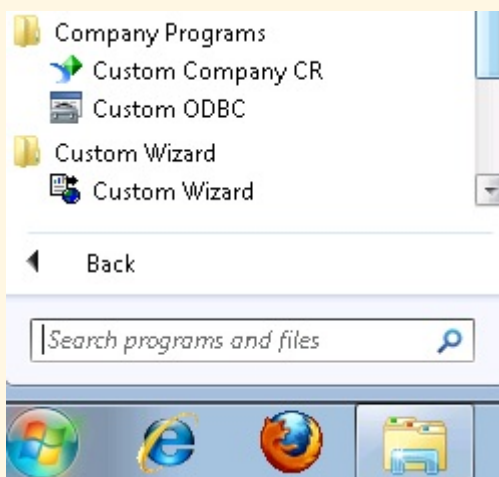 Company Programs
Custom Company CR
Custom ODBC
Custom Wizard
Custom Wizard
Back
Search programs and files